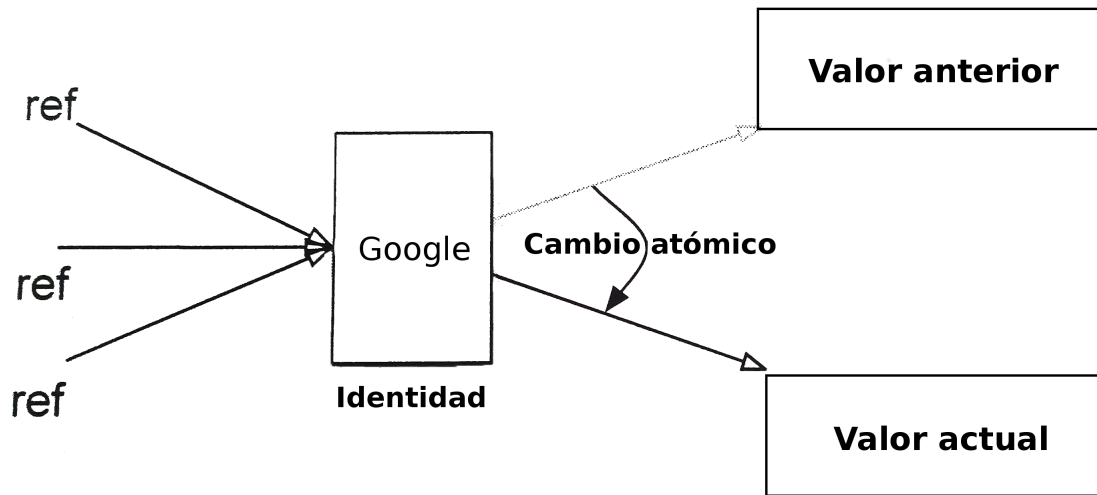 Valor anterior
ref
Google
Cambio atómico
ref
Identidad
ref
Valor actual